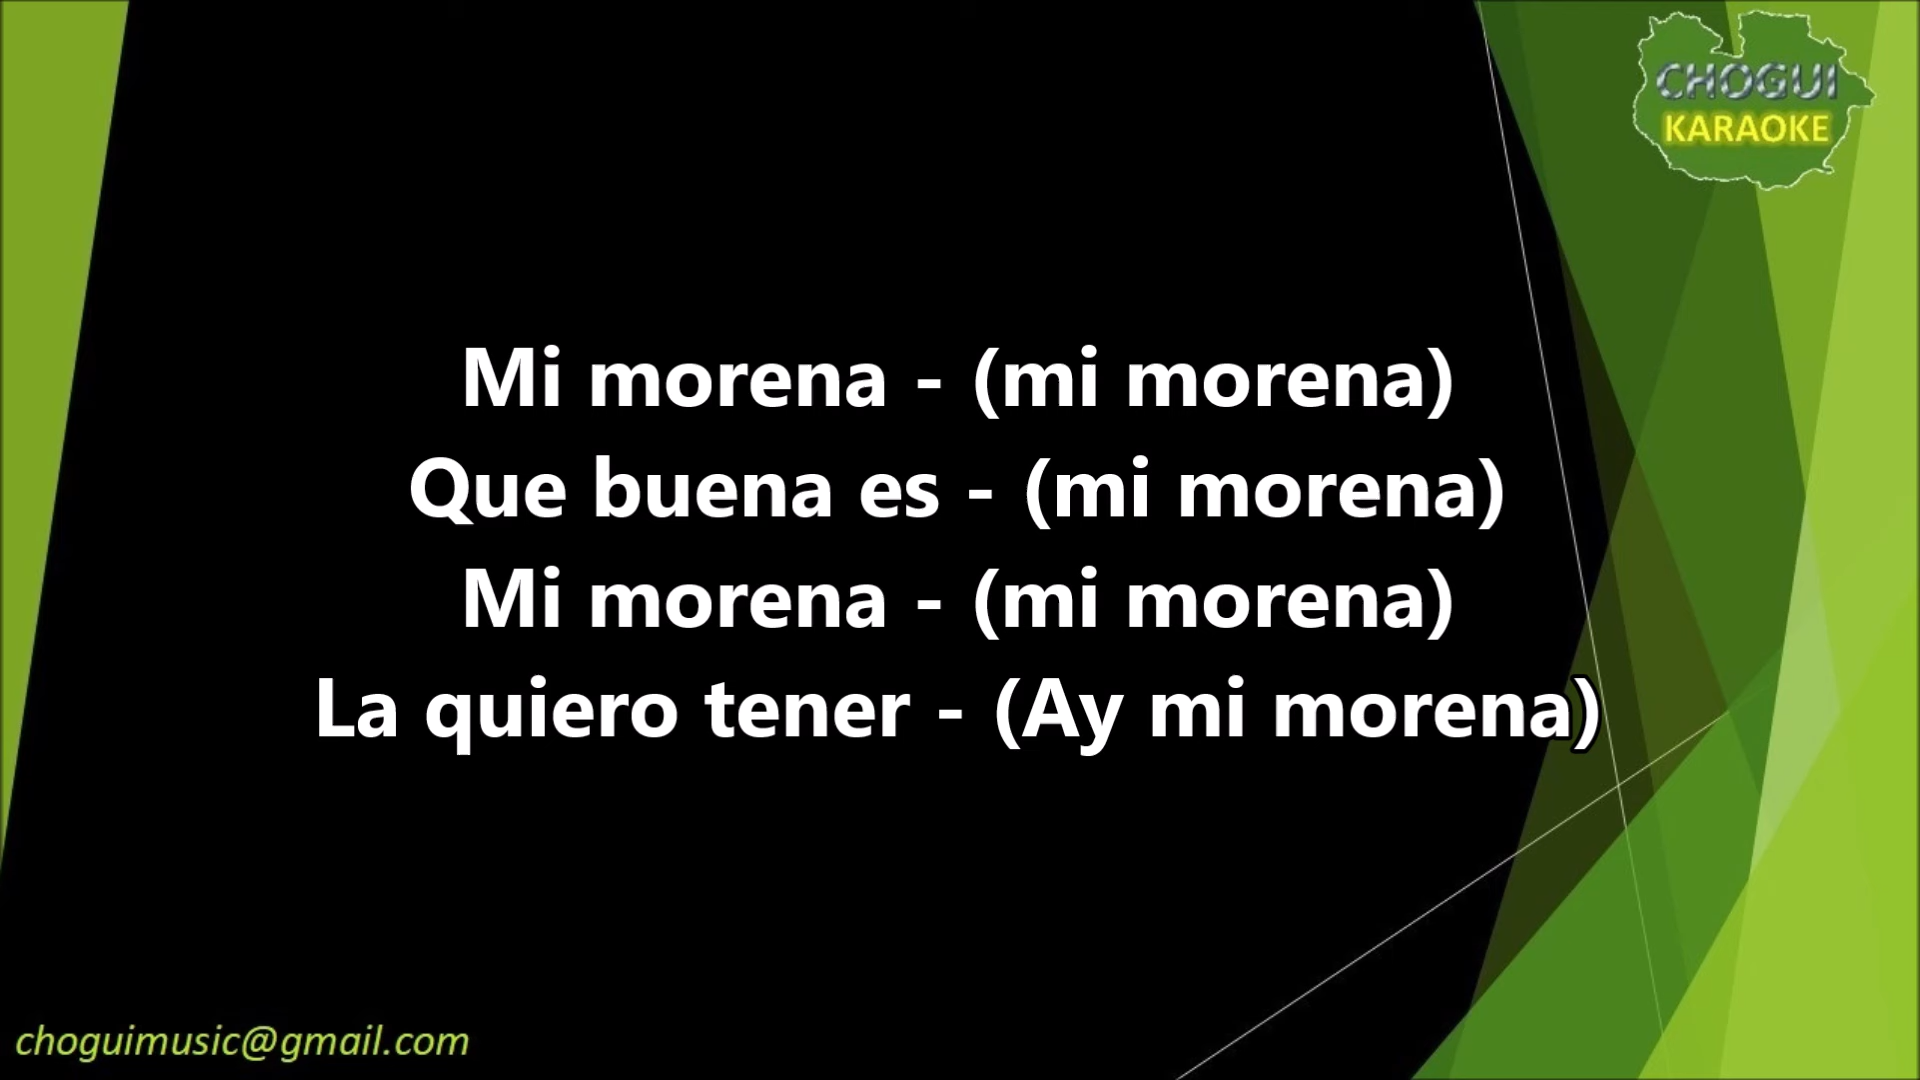 CHOGUI
KARAOKE
Mi morena - (mi morena)
Que buena es - (mi morena)
Mi morena - (mi morena)
La quiero tener - (Ay mi morena)
choguimusic@gmail.com